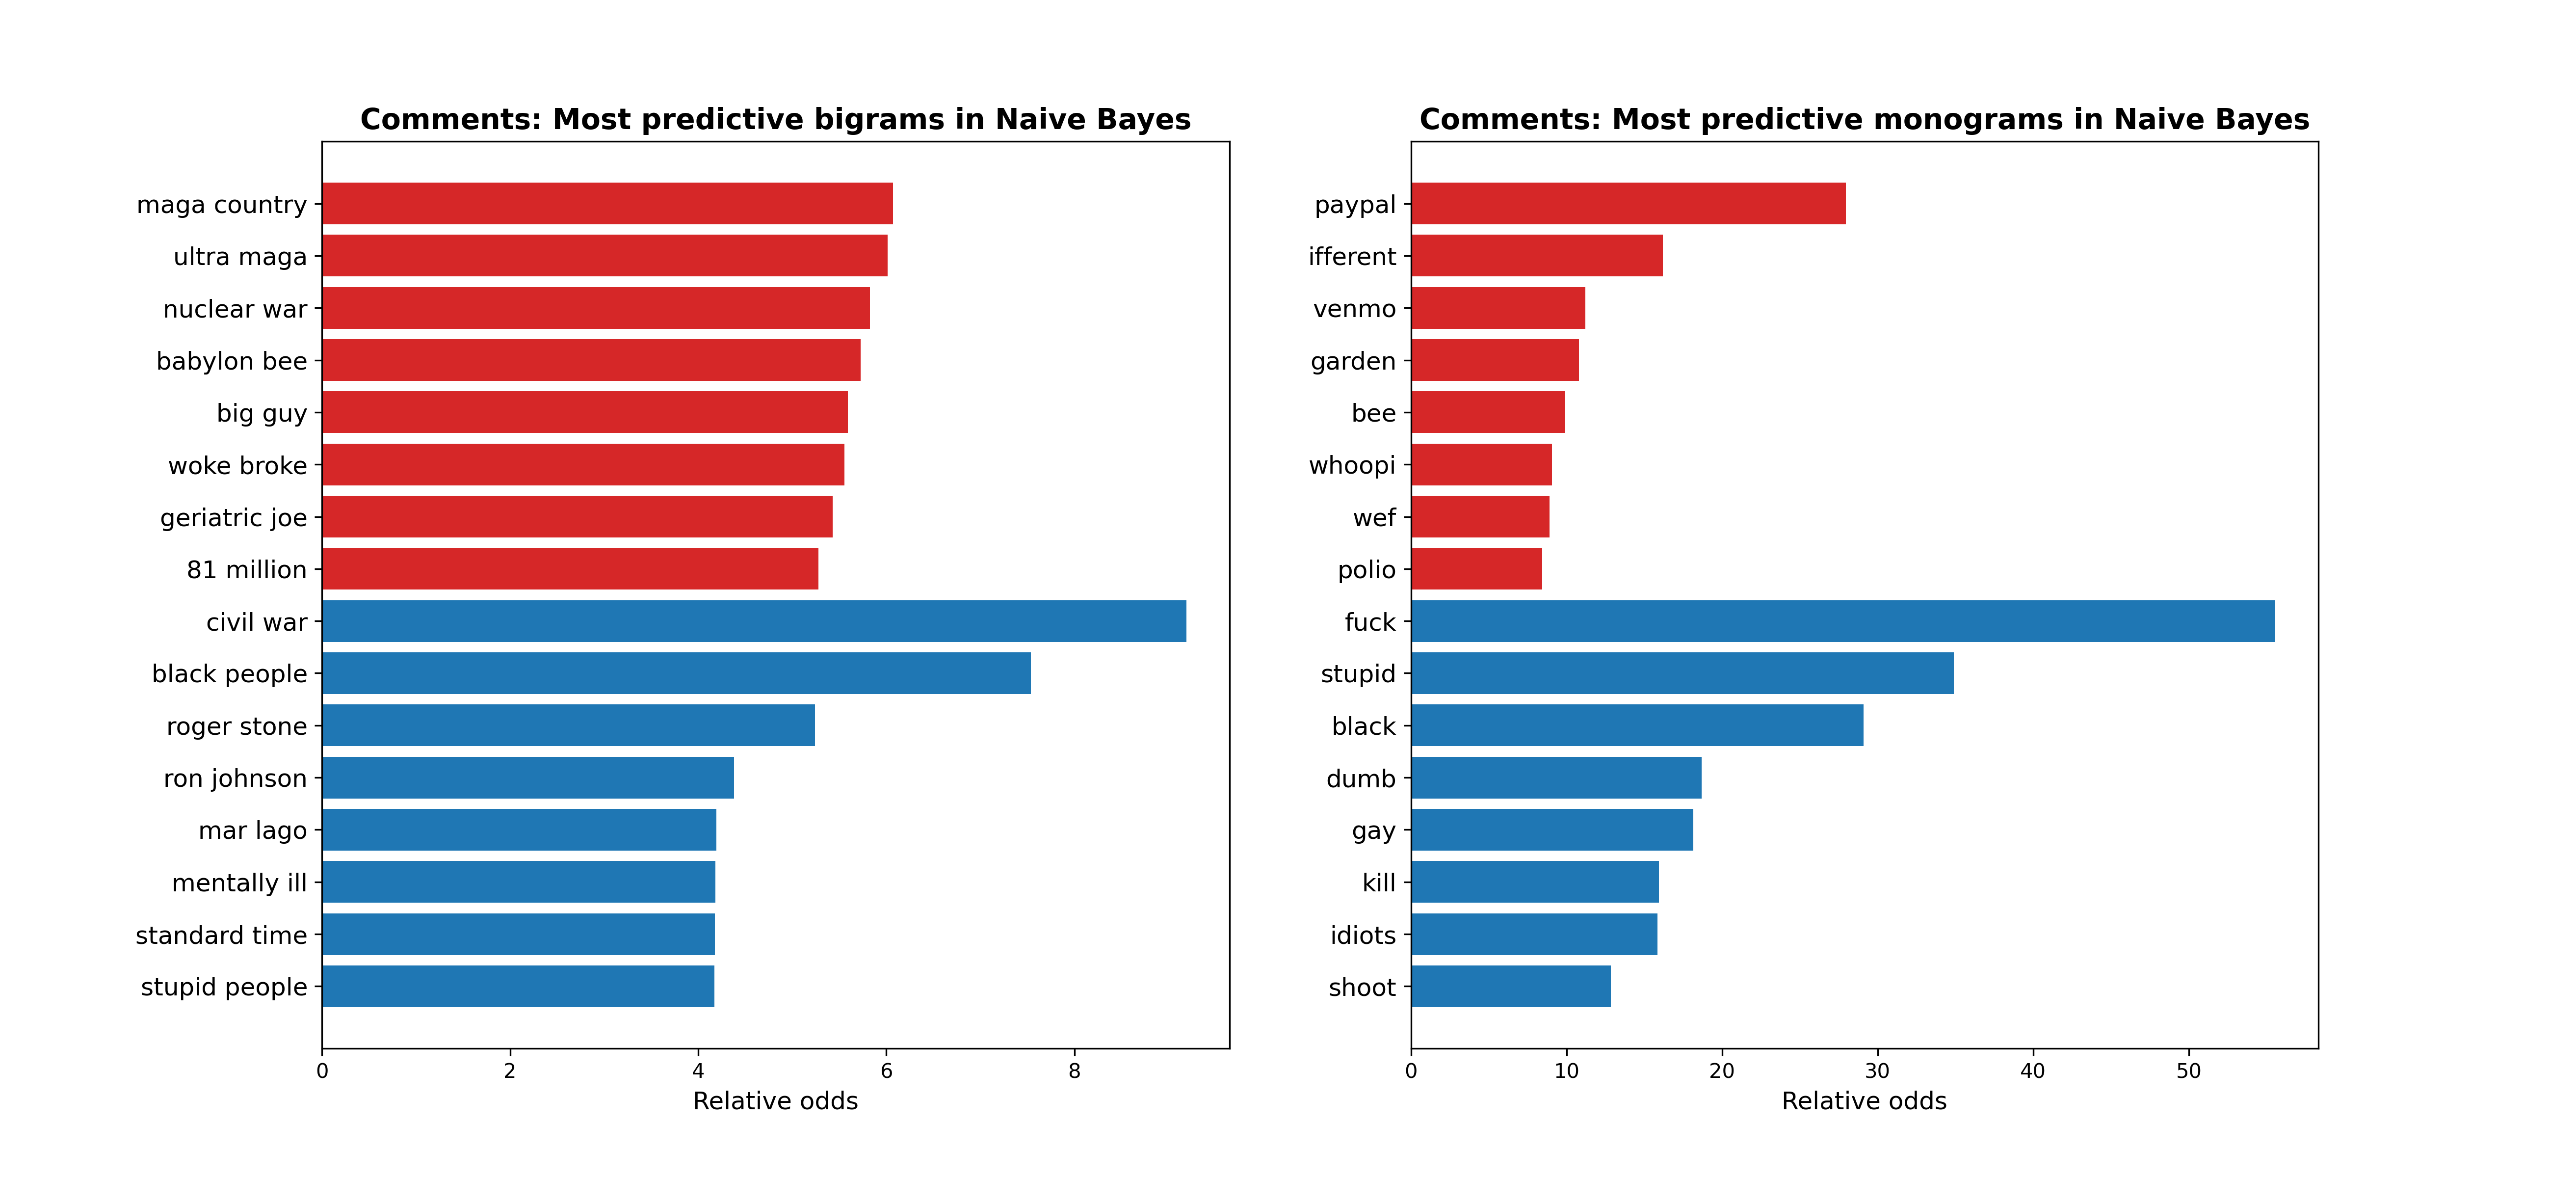 Comments: Most predictive bigrams in Naive Bayes
maga country
ultra maga
nuclear war
babylon bee
big guy
woke broke
geriatric joe
81 million
civil war
black people
roger stone
ron johnson
mar lago
mentally ill
standard time
stupid people
0 2 4 6 8
Relative odds
Comments: Most predictive monograms in Naive Bayes
paypal
ifferent
venmo
garden
bee
whoopi
wef
polio
fuck
stupid
black
dumb
gay
kill
idiots
shoot
0 10 20 30 40 50
Relative odds